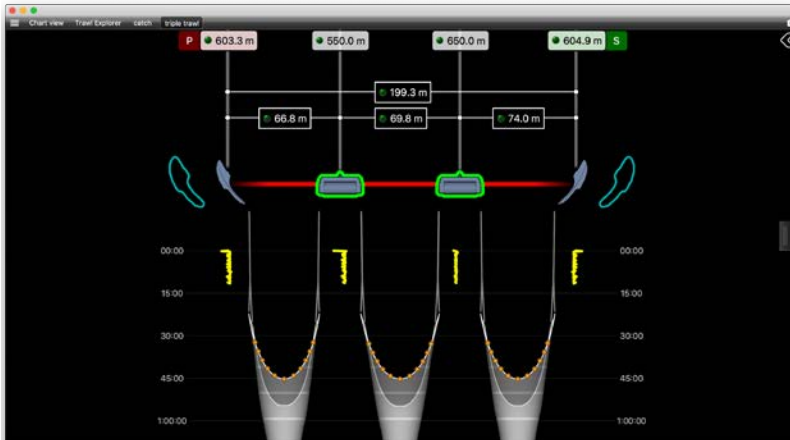 Chart view Trawl Explorer catch triple trawl
P 603.3 m 550.0 m 650.0 m 604.9 m S
199.3 m
66.8 m 69.8 m 74.0 m
00:00 00:00
15:00 15:00
30:00 30:00
45:00 45:00
1:00:00 1:00:00